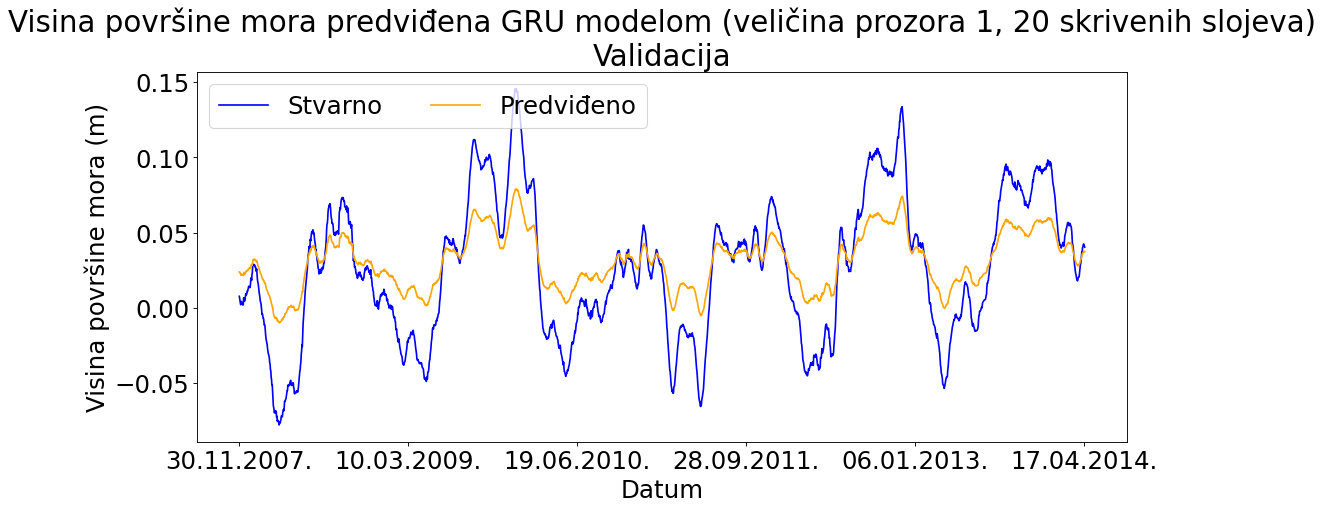 Visina površine mora predviđena GRU modelom (veličina prozora 1, 20 skrivenih slojeva)
Validacija
Stvarno
Predviđeno
Visina površine mora (m)
0.15
0.10
0.05
0.00
−0.05
30.11.2007.
10.03.2009.
19.06.2010.
28.09.2011.
06.01.2013.
17.04.2014.
Datum